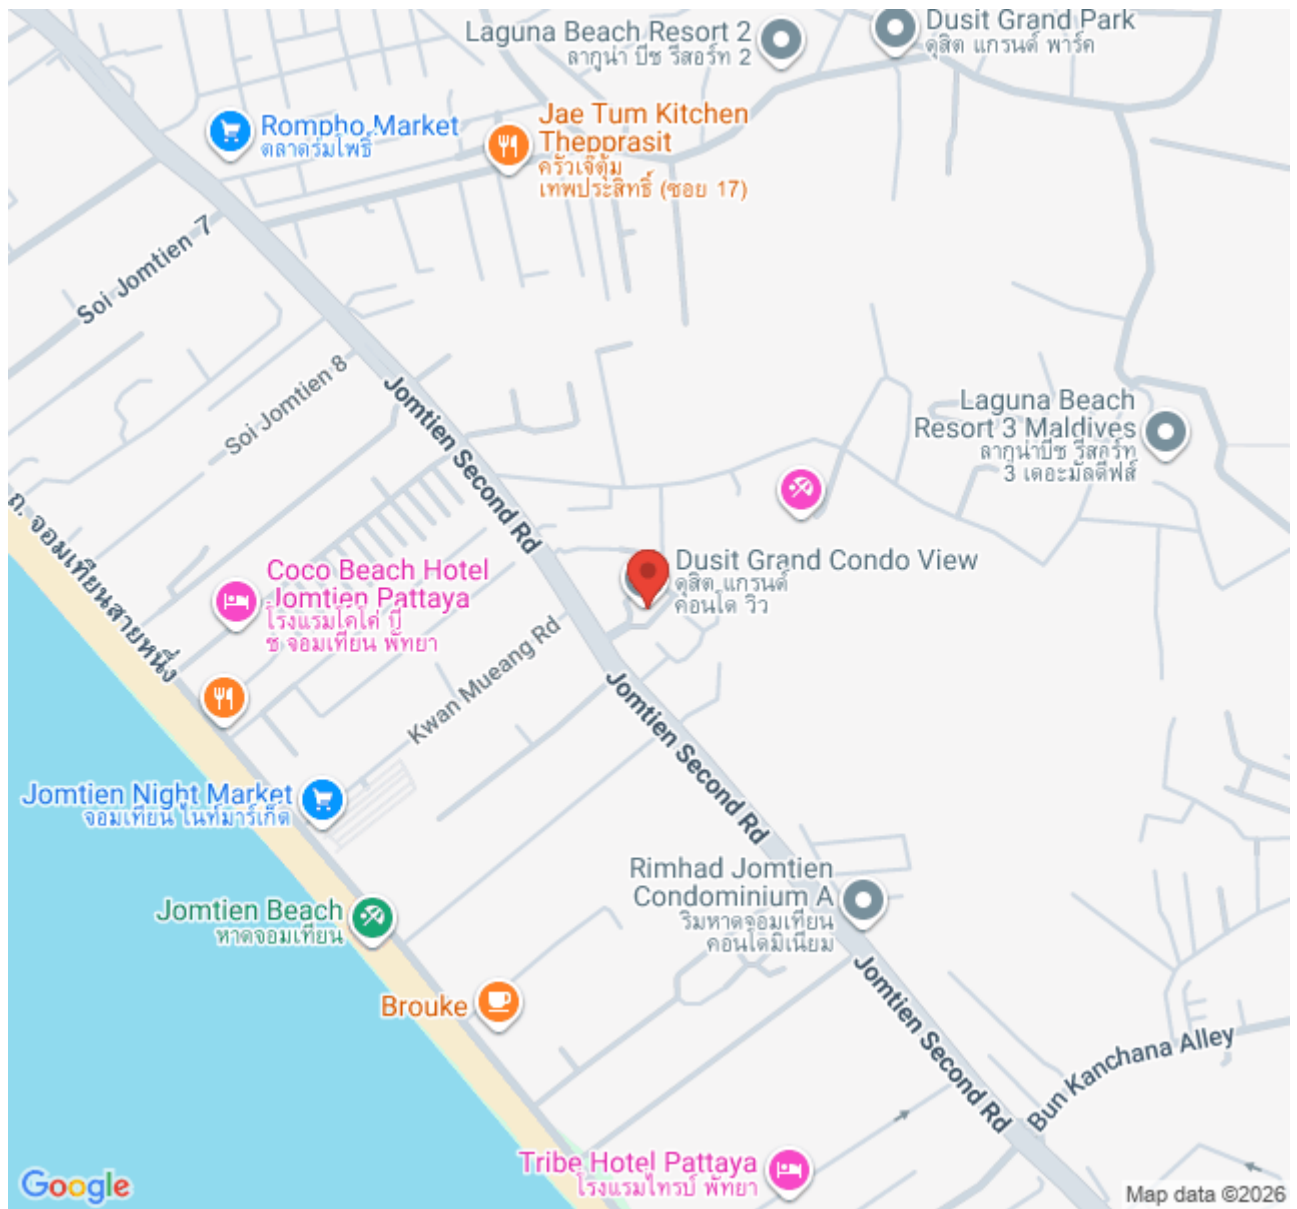 Laguna Beach Resort 2
ลากูน่า บีช รีสอร์ท 2
Dusit Grand Park
ดุสิต แกรนด์ พาร์ค
Rompho Market
ตลาดร่มโพธิ์
Jae Tum Kitchen
Thepprasit
ครัวเจ๊ตุ้ม
เทพประสิทธิ์ (ซอย 17)
Soi Jomtien 7
Soi Jomtien 8
Jomtien Second Rd
Laguna Beach
Resort 3 Maldives
ลากูน่าบีช รีสอร์ท
3 เดอะมัลดีฟส์
ถ. จอมเทียนสายหนึ่ง
Coco Beach Hotel
Jomtien Pattaya
โรงแรมโคโค่ บี
ช จอมเทียน พัทยา
Dusit Grand Condo View
ดุสิต แกรนด์
คอนโด วิว
Kwan Mueang Rd
Jomtien Second Rd
Jomtien Night Market
จอมเทียน ไนท์มาร์เก็ต
Rimhad Jomtien
Condominium A
ริมหาดจอมเทียน
คอนโดมิเนียม
Jomtien Beach
หาดจอมเทียน
Brouke
Jomtien Second Rd
Bun Kanchana Alley
Tribe Hotel Pattaya
โรงแรมไทรบ์ พัทยา
Google
Map data ©2026